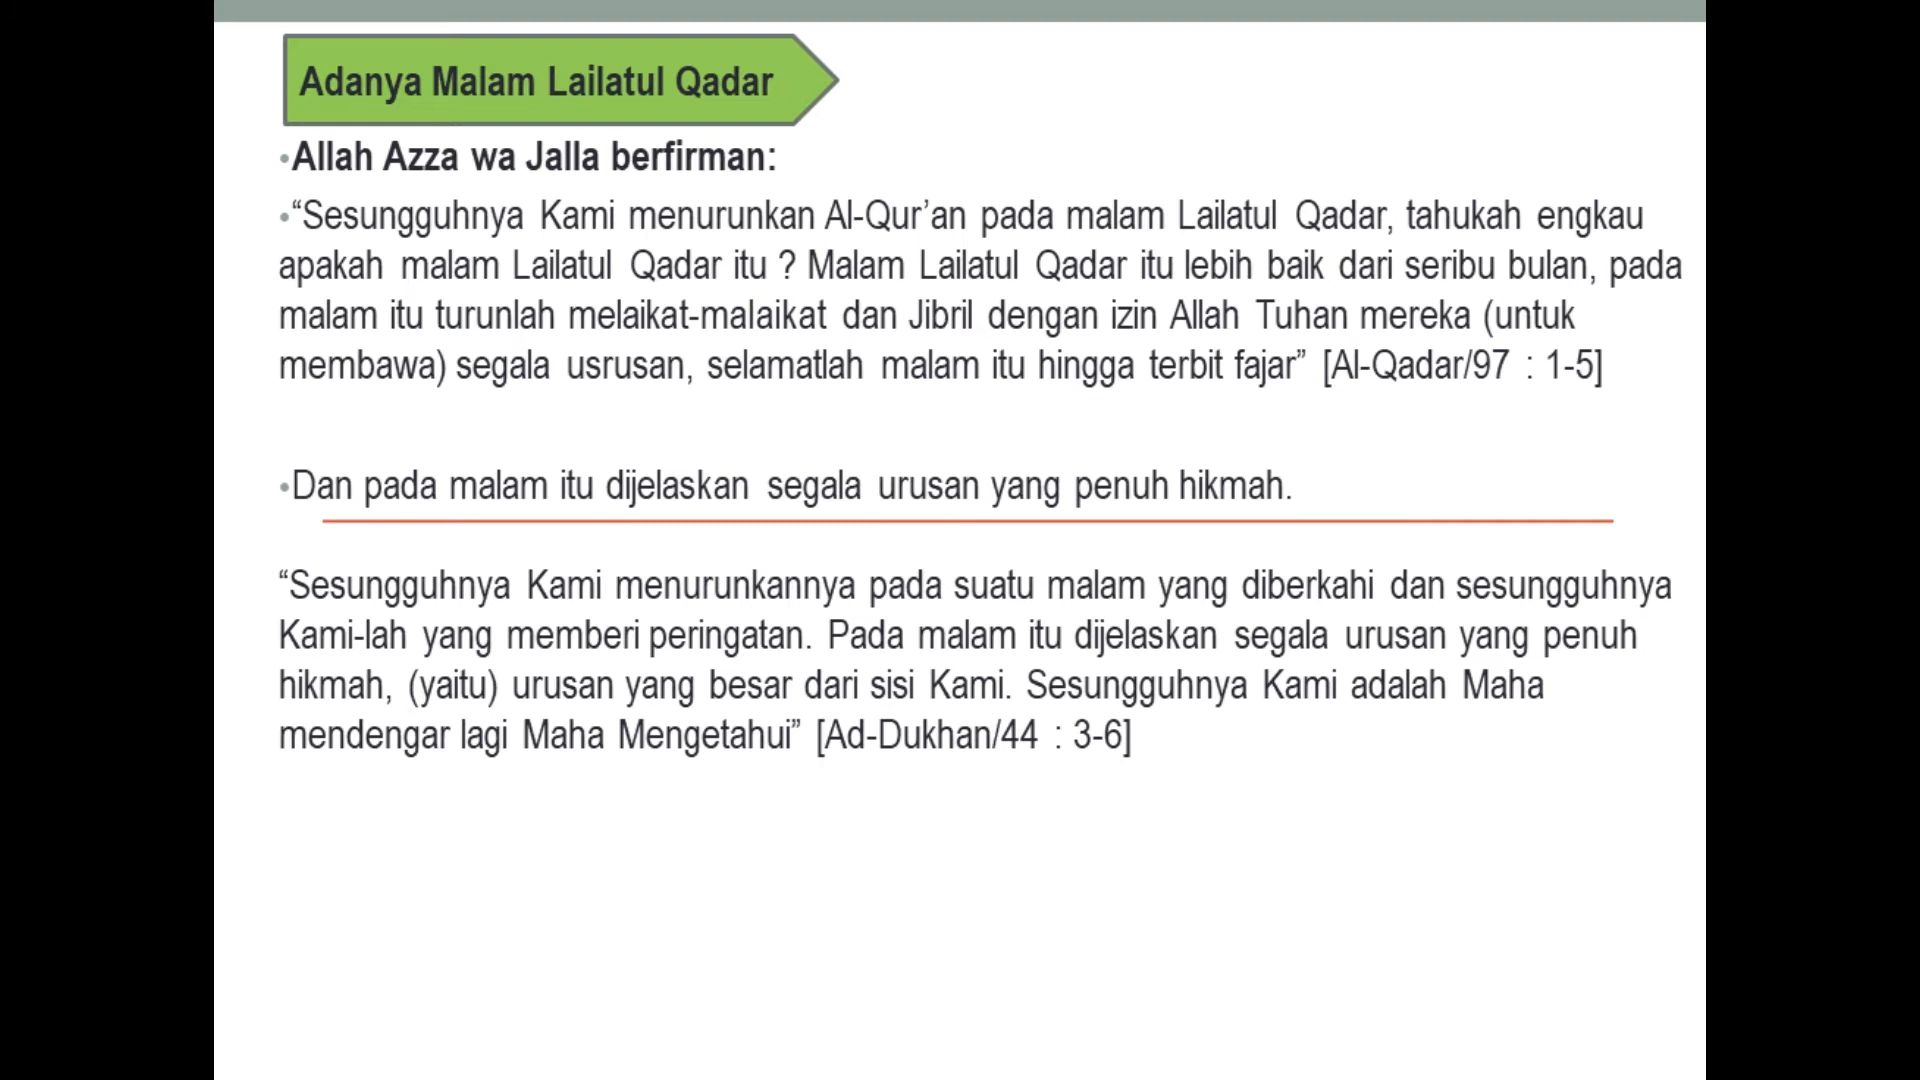 Adanya Malam Lailatul Qadar
•Allah Azza wa Jalla berfirman:
•“Sesungguhnya Kami menurunkan Al-Qur’an pada malam Lailatul Qadar, tahukah engkau
apakah malam Lailatul Qadar itu ? Malam Lailatul Qadar itu lebih baik dari seribu bulan, pada
malam itu turunlah melaikat-malaikat dan Jibril dengan izin Allah Tuhan mereka (untuk
membawa) segala usrusan, selamatlah malam itu hingga terbit fajar” [Al-Qadar/97 : 1-5]
•Dan pada malam itu dijelaskan segala urusan yang penuh hikmah.
“Sesungguhnya Kami menurunkannya pada suatu malam yang diberkahi dan sesungguhnya
Kami-lah yang memberi peringatan. Pada malam itu dijelaskan segala urusan yang penuh
hikmah, (yaitu) urusan yang besar dari sisi Kami. Sesungguhnya Kami adalah Maha
mendengar lagi Maha Mengetahui” [Ad-Dukhan/44 : 3-6]